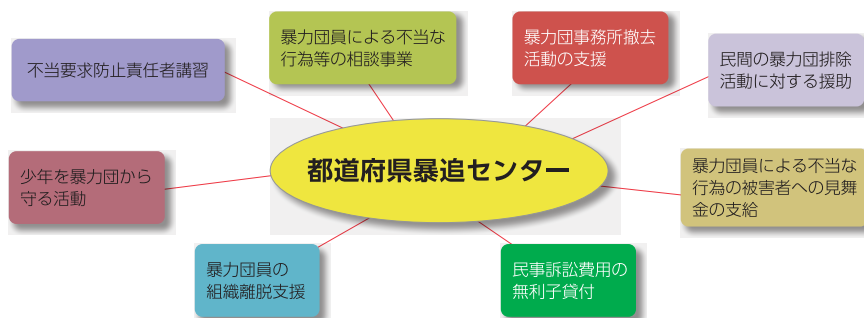 暴力団員による不当な
行為等の相談事業
暴力団事務所撤去
活動の支援
不当要求防止責任者講習
民間の暴力団排除
活動に対する援助
都道府県暴追センター
少年を暴力団から
守る活動
暴力団員による不当な
行為の被害者への見舞
金の支給
暴力団員の
組織離脱支援
民事訴訟費用の
無利子貸付